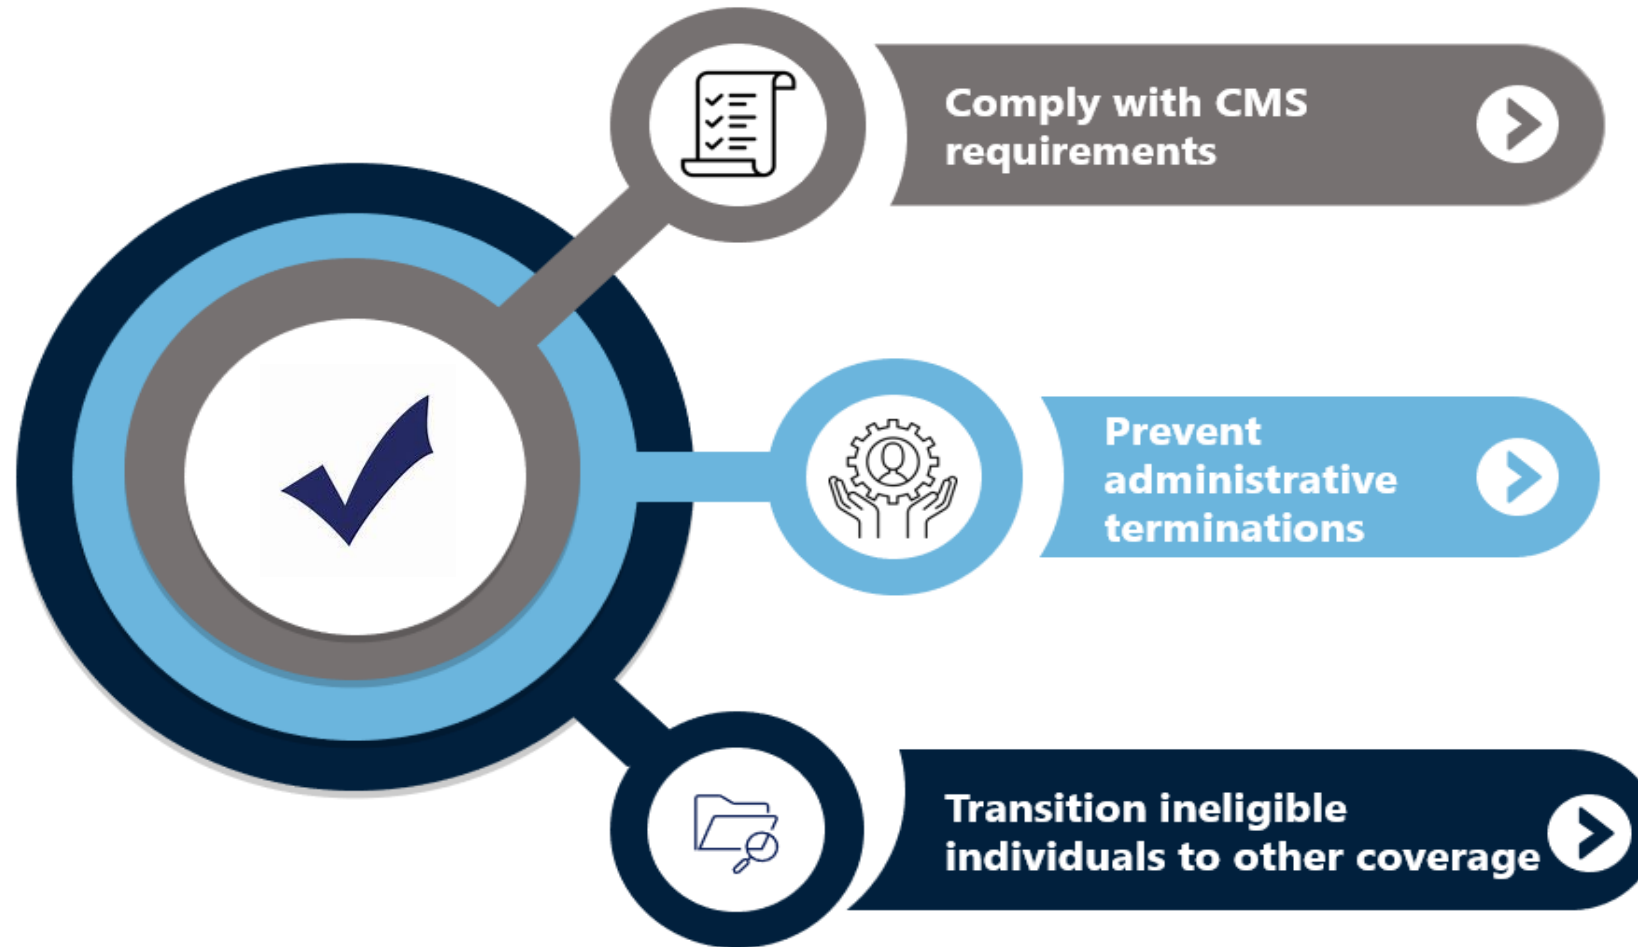 Comply with CMS
requirements
Prevent
administrative
terminations
Transition ineligible
individuals to other coverage